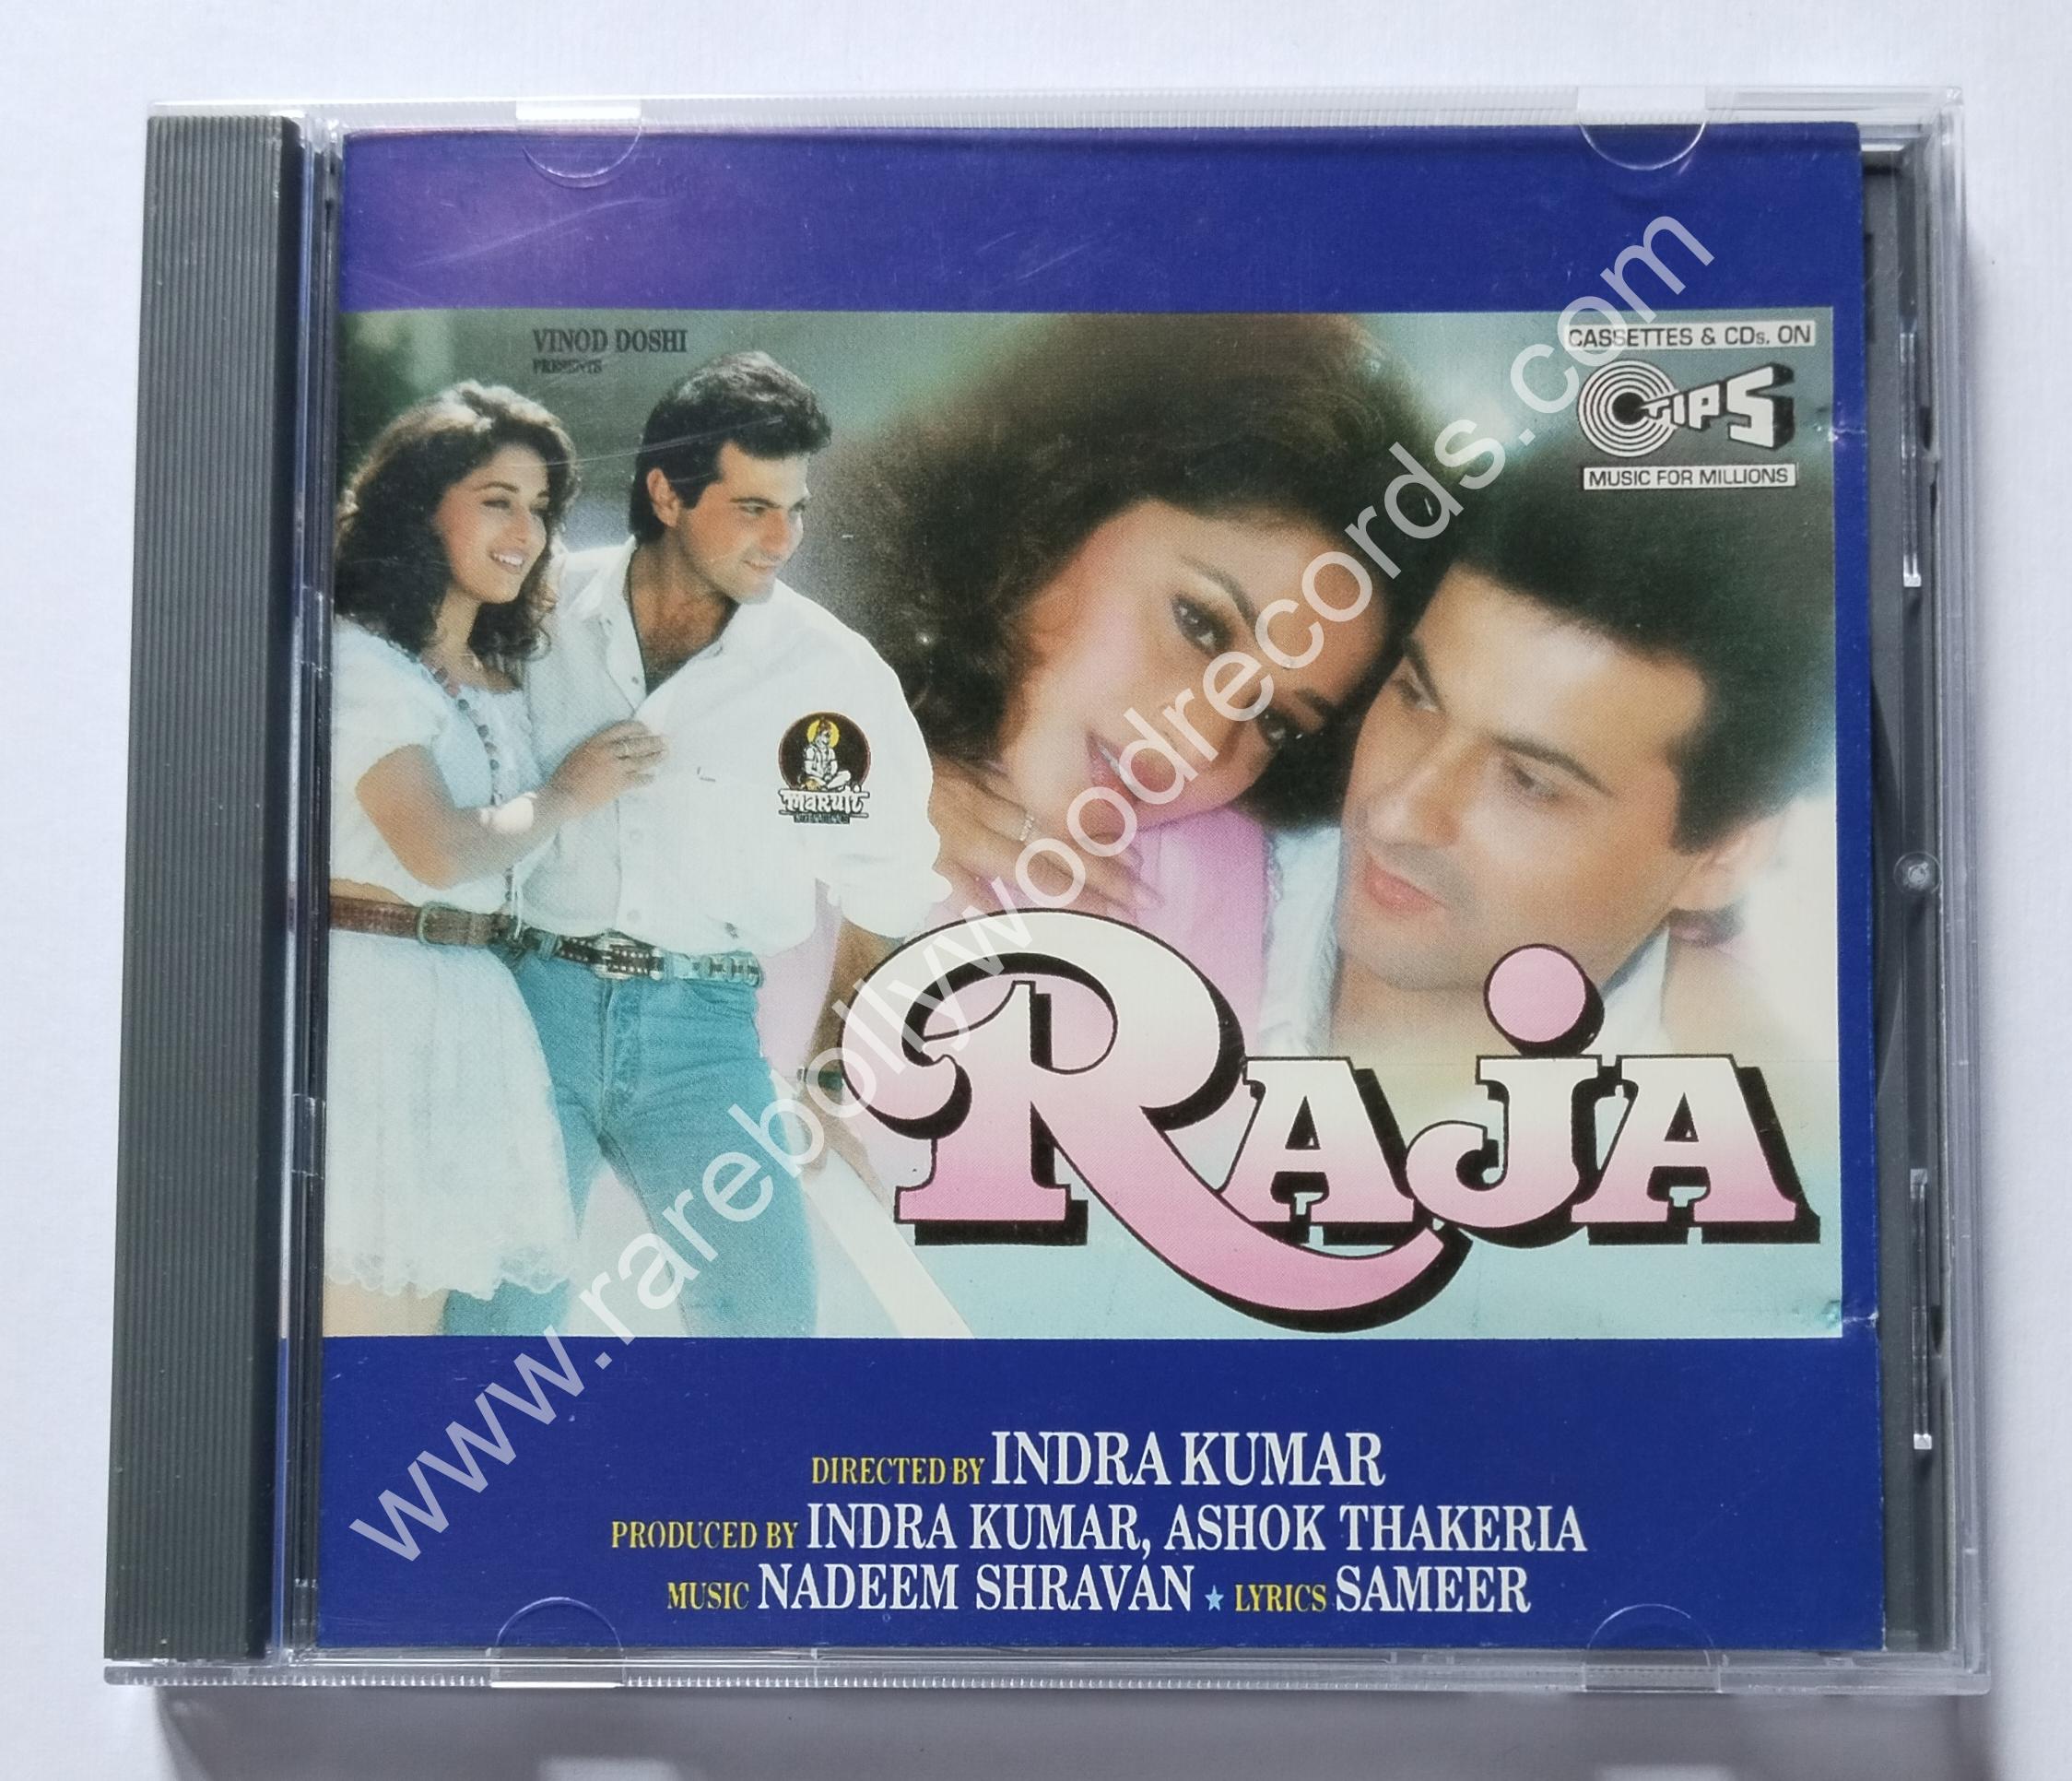 VINOD DOSHI
PRESENTS
CASSETTES & CDs. ON
TIPS
MUSIC FOR MILLIONS
MARUTI
RAJA
DIRECTED BY INDRA KUMAR
PRODUCED BY INDRA KUMAR, ASHOK THAKERIA
MUSIC NADEEM SHRAVAN ★ LYRICS SAMEER
www.rarebollywoodrecords.com